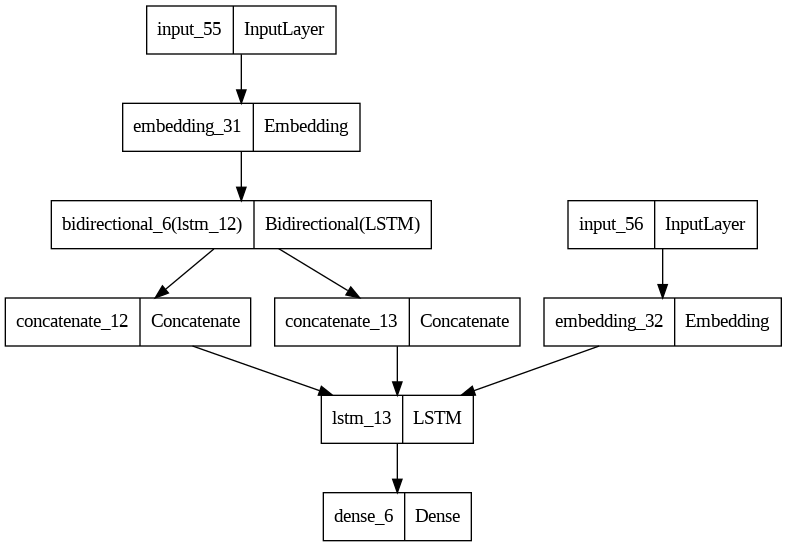 input_55 InputLayer
embedding_31 Embedding
bidirectional_6(lstm_12) Bidirectional(LSTM)
input_56 InputLayer
concatenate_12 Concatenate
concatenate_13 Concatenate
embedding_32 Embedding
lstm_13 LSTM
dense_6 Dense